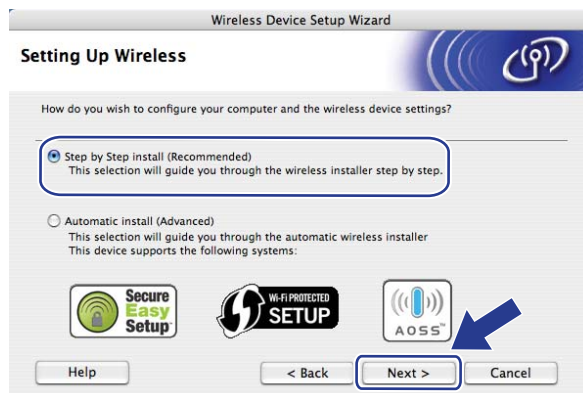 Wireless Device Setup Wizard
Setting Up Wireless
How do you wish to configure your computer and the wireless device settings?
Step by Step install (Recommended)
This selection will guide you through the wireless installer step by step.
Automatic install (Advanced)
This selection will guide you through the automatic wireless installer
This device supports the following systems:
Secure
Easy
Setup™
Wi-Fi PROTECTED
SETUP
AOSS™
Help
< Back
Next >
Cancel